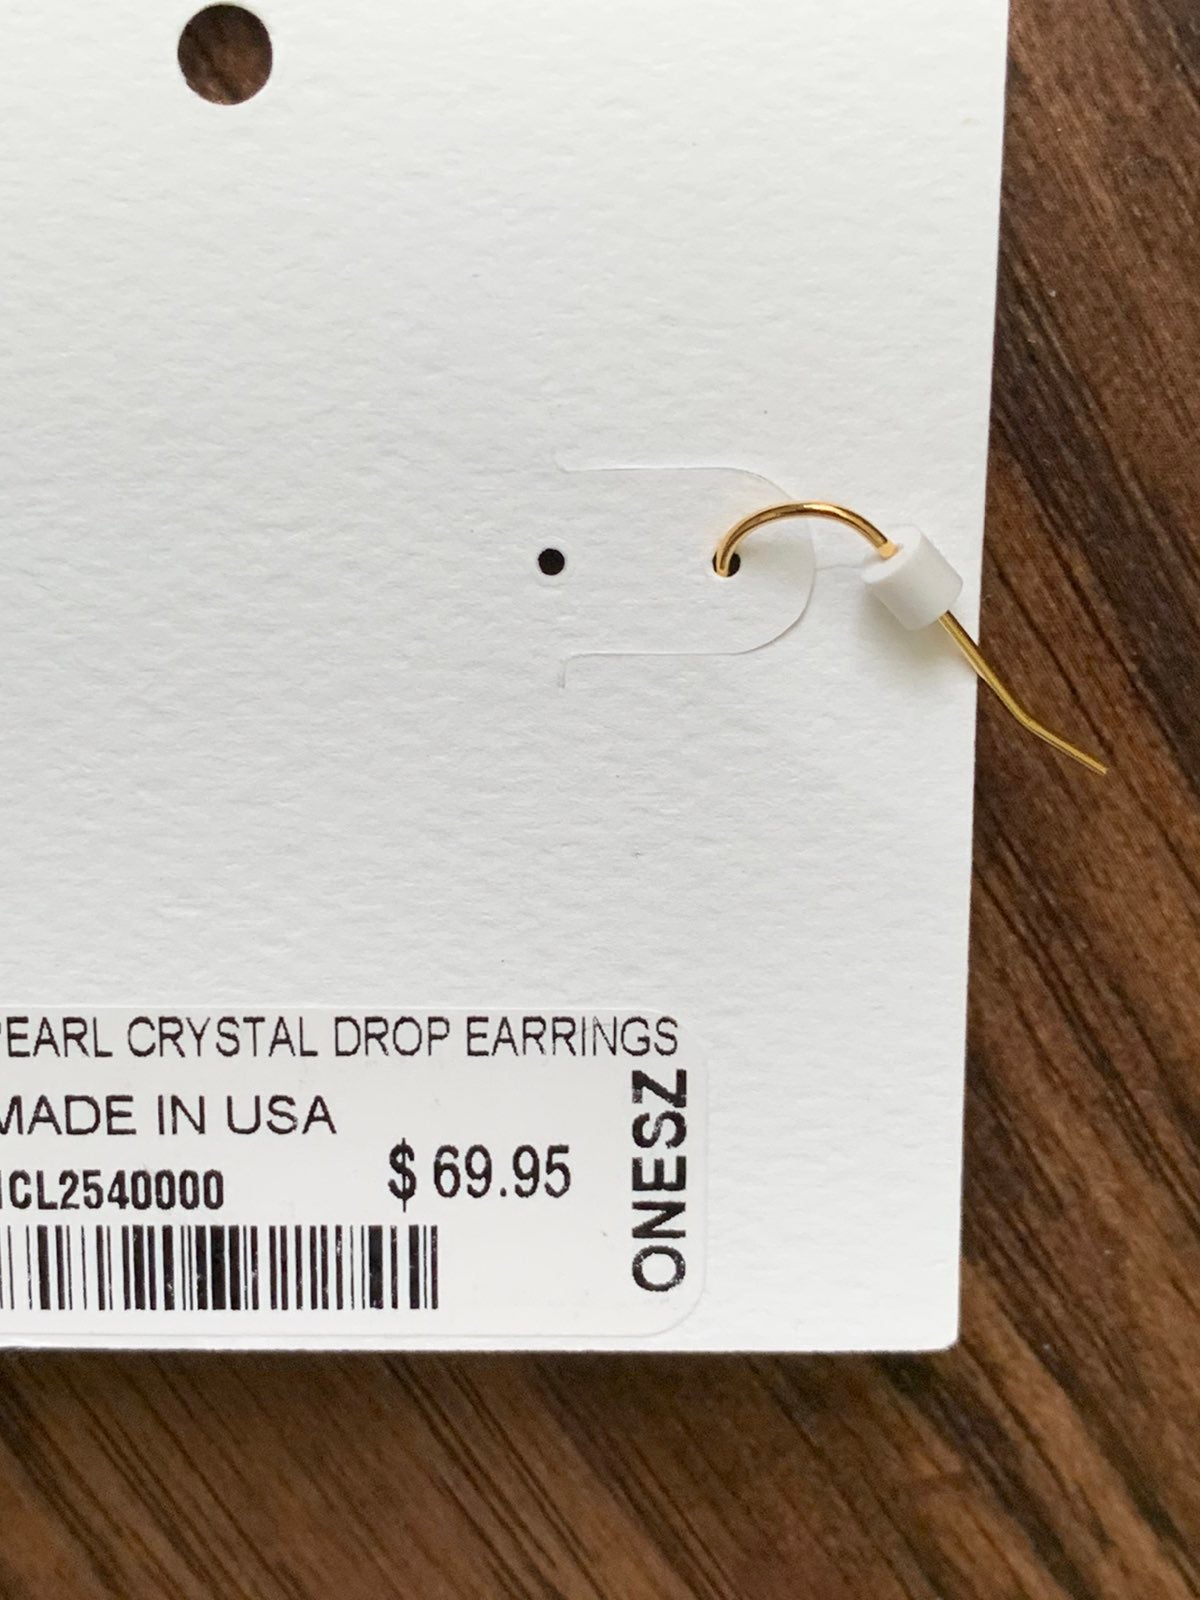 PEARL CRYSTAL DROP EARRINGS
MADE IN USA
$ 69.95
CL2540000
ONESZ